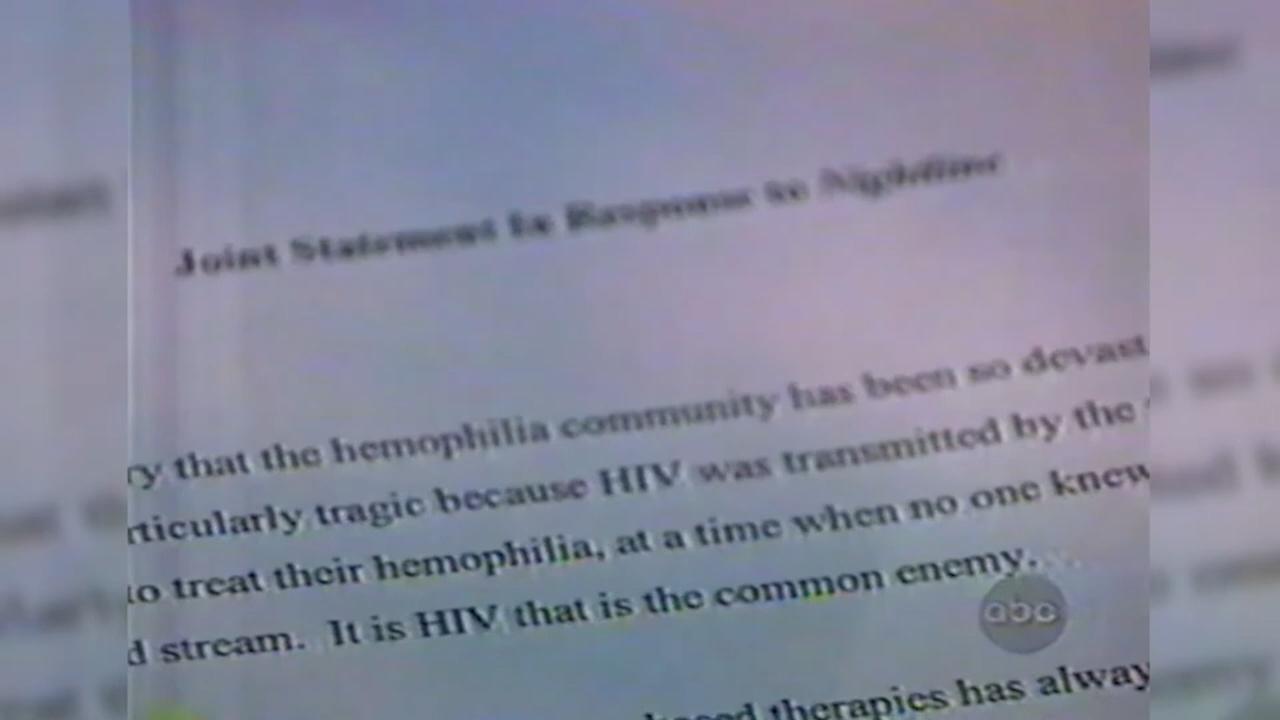 Joint Statement In Response to Nightline
ry that the hemophilia community has been so devast
rticularly tragic because HIV was transmitted by the
to treat their hemophilia, at a time when no one knew
d stream. It is HIV that is the common enemy.
abc
therapies has alway